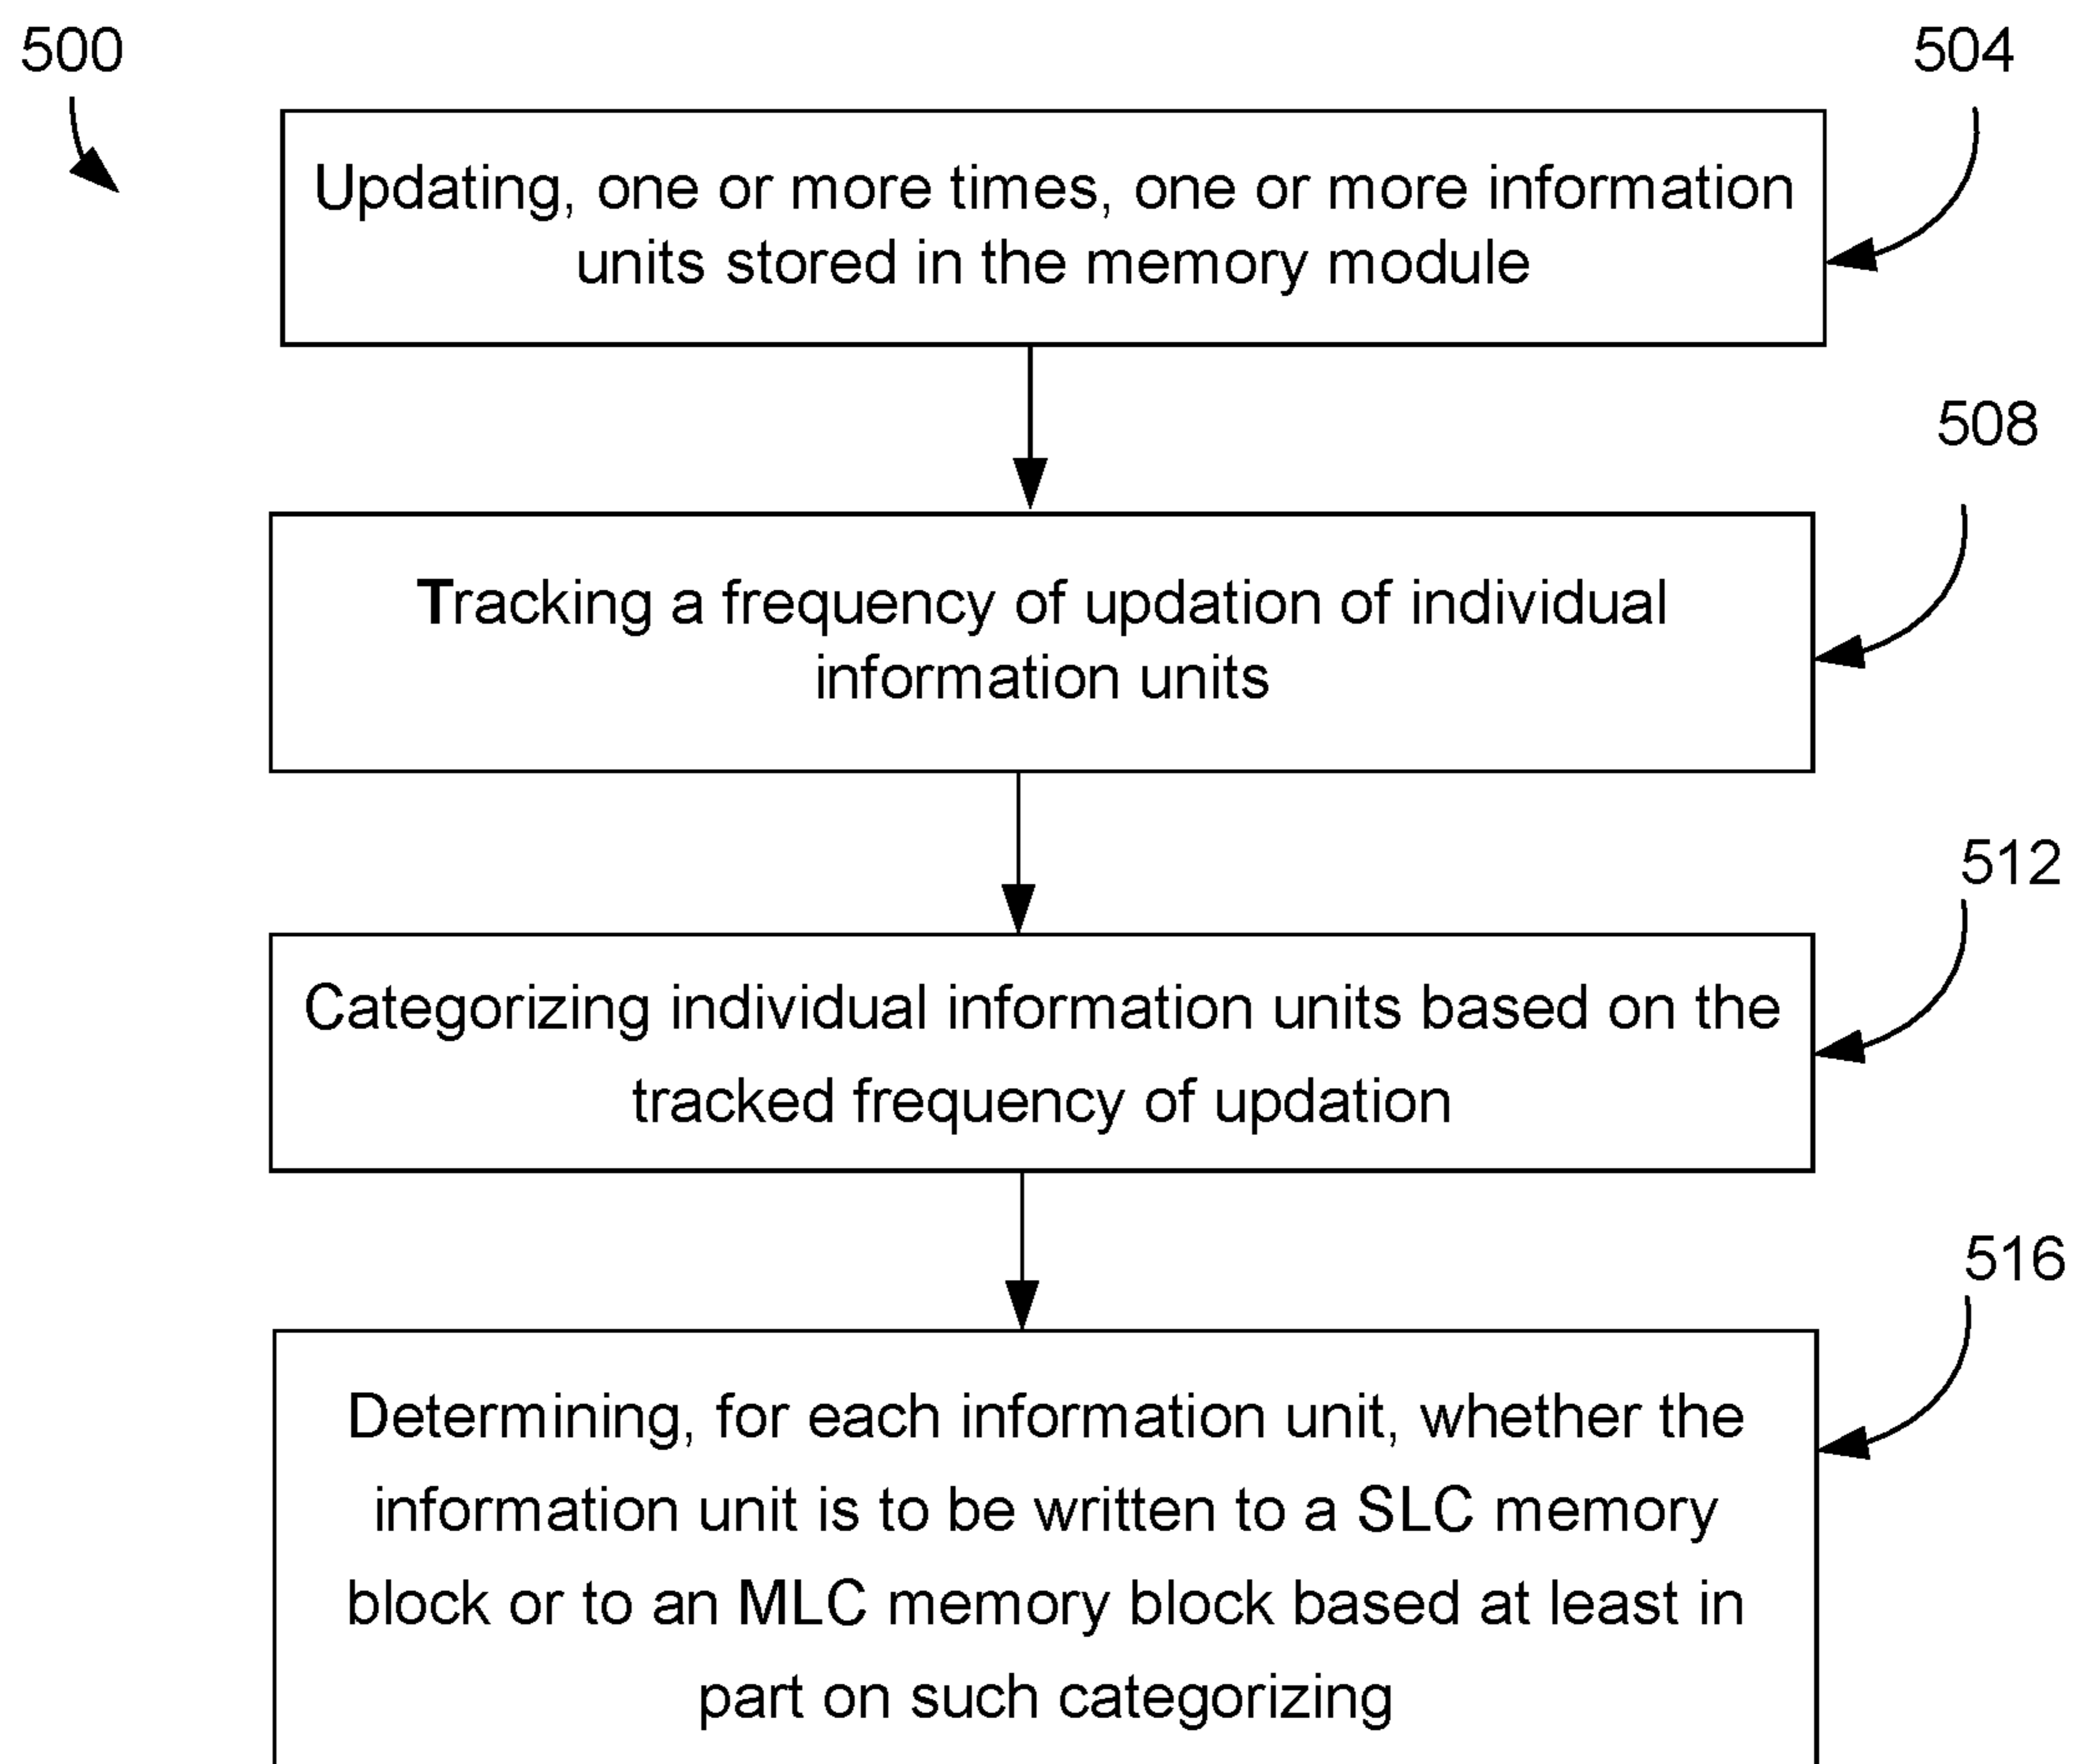 500
504
Updating, one or more times, one or more information
units stored in the memory module
508
Tracking a frequency of updation of individual
information units
512
Categorizing individual information units based on the
tracked frequency of updation
516
Determining, for each information unit, whether the
information unit is to be written to a SLC memory
block or to an MLC memory block based at least in
part on such categorizing